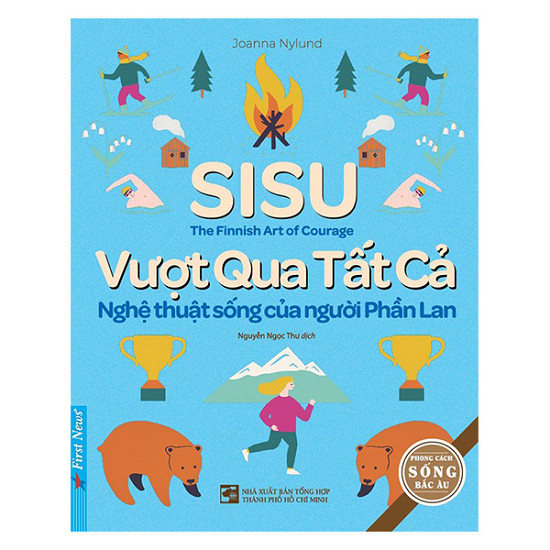 Joanna Nylund
SISU
The Finnish Art of Courage
Vượt Qua Tất Cả
Nghệ thuật sống của người Phần Lan
Nguyễn Ngọc Thư dịch
First News
PHONG CÁCH
SỐNG
BẮC ÂU
NHÀ XUẤT BẢN TỔNG HỢP
THÀNH PHỐ HỒ CHÍ MINH